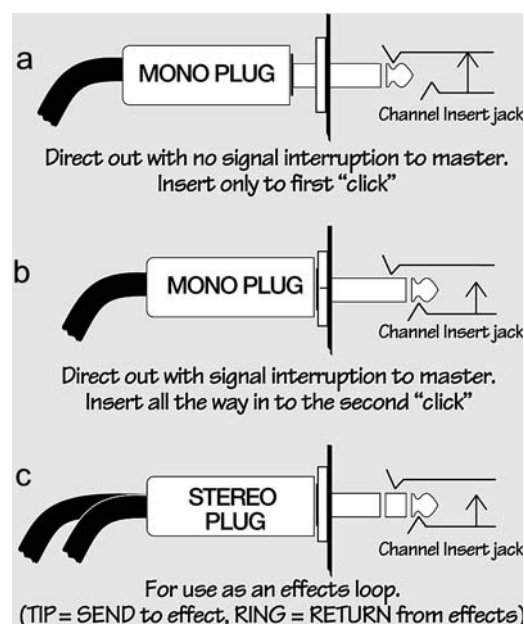 a
MONO PLUG
Channel Insert jack
Direct out with no signal interruption to master.
Insert only to first “click”
b
MONO PLUG
Channel Insert jack
Direct out with signal interruption to master.
Insert all the way in to the second “click”
c
STEREO
PLUG
Channel Insert jack
For use as an effects loop.
(TIP = SEND to effect, RING = RETURN from effects)